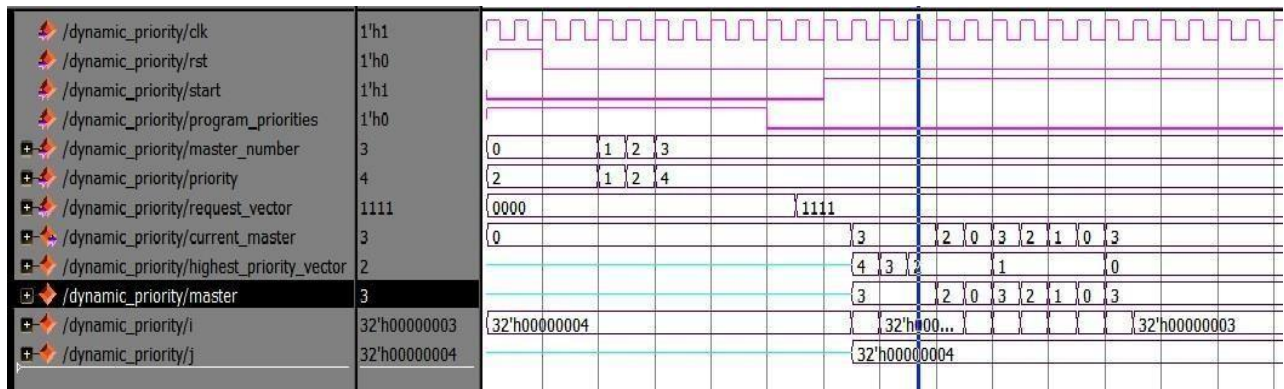 /dynamic_priority/clk 1'h1
/dynamic_priority/rst 1'h0
/dynamic_priority/start 1'h1
/dynamic_priority/program_priorities 1'h0
/dynamic_priority/master_number 3 0 1 2 3
/dynamic_priority/priority 4 2 1 2 4
/dynamic_priority/request_vector 1111 0000 1111
/dynamic_priority/current_master 3 0 3 2 0 3 2 1 0 3
/dynamic_priority/highest_priority_vector 2 4 3 2 1 0
/dynamic_priority/master 3 3 2 0 3 2 1 0 3
/dynamic_priority/i 32'h00000003 32'h00000004 32'h000... 32'h00000003
/dynamic_priority/j 32'h00000004 32'h00000004